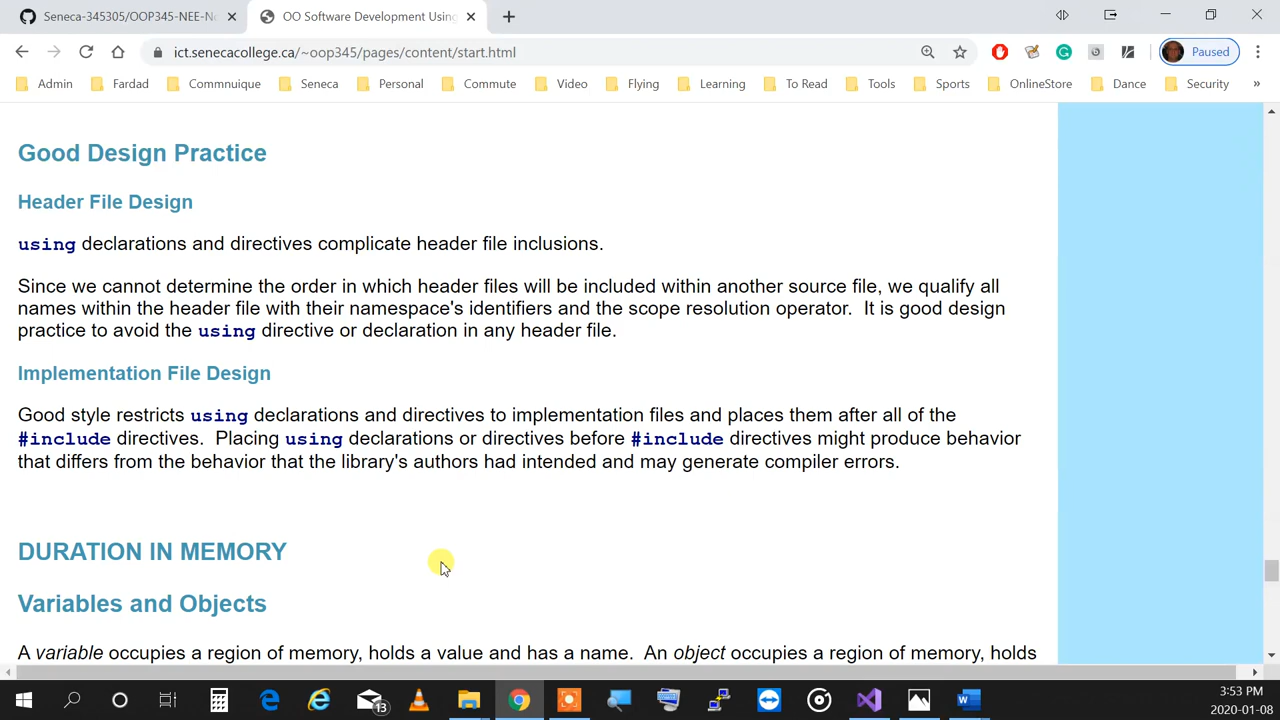 Seneca-345305/OOP345-NEE-No
OO Software Development Using
ict.senecacollege.ca/~oop345/pages/content/start.html
Paused
Admin Fardad Commnuique Seneca Personal Commute Video Flying Learning To Read Tools Sports OnlineStore Dance Security »
Good Design Practice
Header File Design
using declarations and directives complicate header file inclusions.
Since we cannot determine the order in which header files will be included within another source file, we qualify all
names within the header file with their namespace's identifiers and the scope resolution operator.  It is good design
practice to avoid the using directive or declaration in any header file.
Implementation File Design
Good style restricts using declarations and directives to implementation files and places them after all of the
#include directives.  Placing using declarations or directives before #include directives might produce behavior
that differs from the behavior that the library's authors had intended and may generate compiler errors.
DURATION IN MEMORY
Variables and Objects
A variable occupies a region of memory, holds a value and has a name.  An object occupies a region of memory, holds
13
3:53 PM
2020-01-08